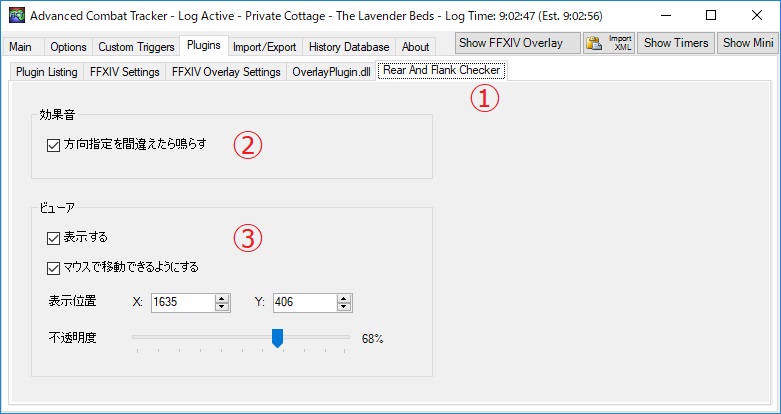 Advanced Combat Tracker - Log Active - Private Cottage - The Lavender Beds - Log Time: 9:02:47 (Est. 9:02:56)
Main Options Custom Triggers Plugins Import/Export History Database About Show FFXIV Overlay Import XML Show Timers Show Mini
Plugin Listing FFXIV Settings FFXIV Overlay Settings OverlayPlugin.dll Rear And Flank Checker
①
効果音
方向指定を間違えたら鳴らす ②
ビューア
表示する ③
マウスで移動できるようにする
表示位置 X: 1635 Y: 406
不透明度 68%